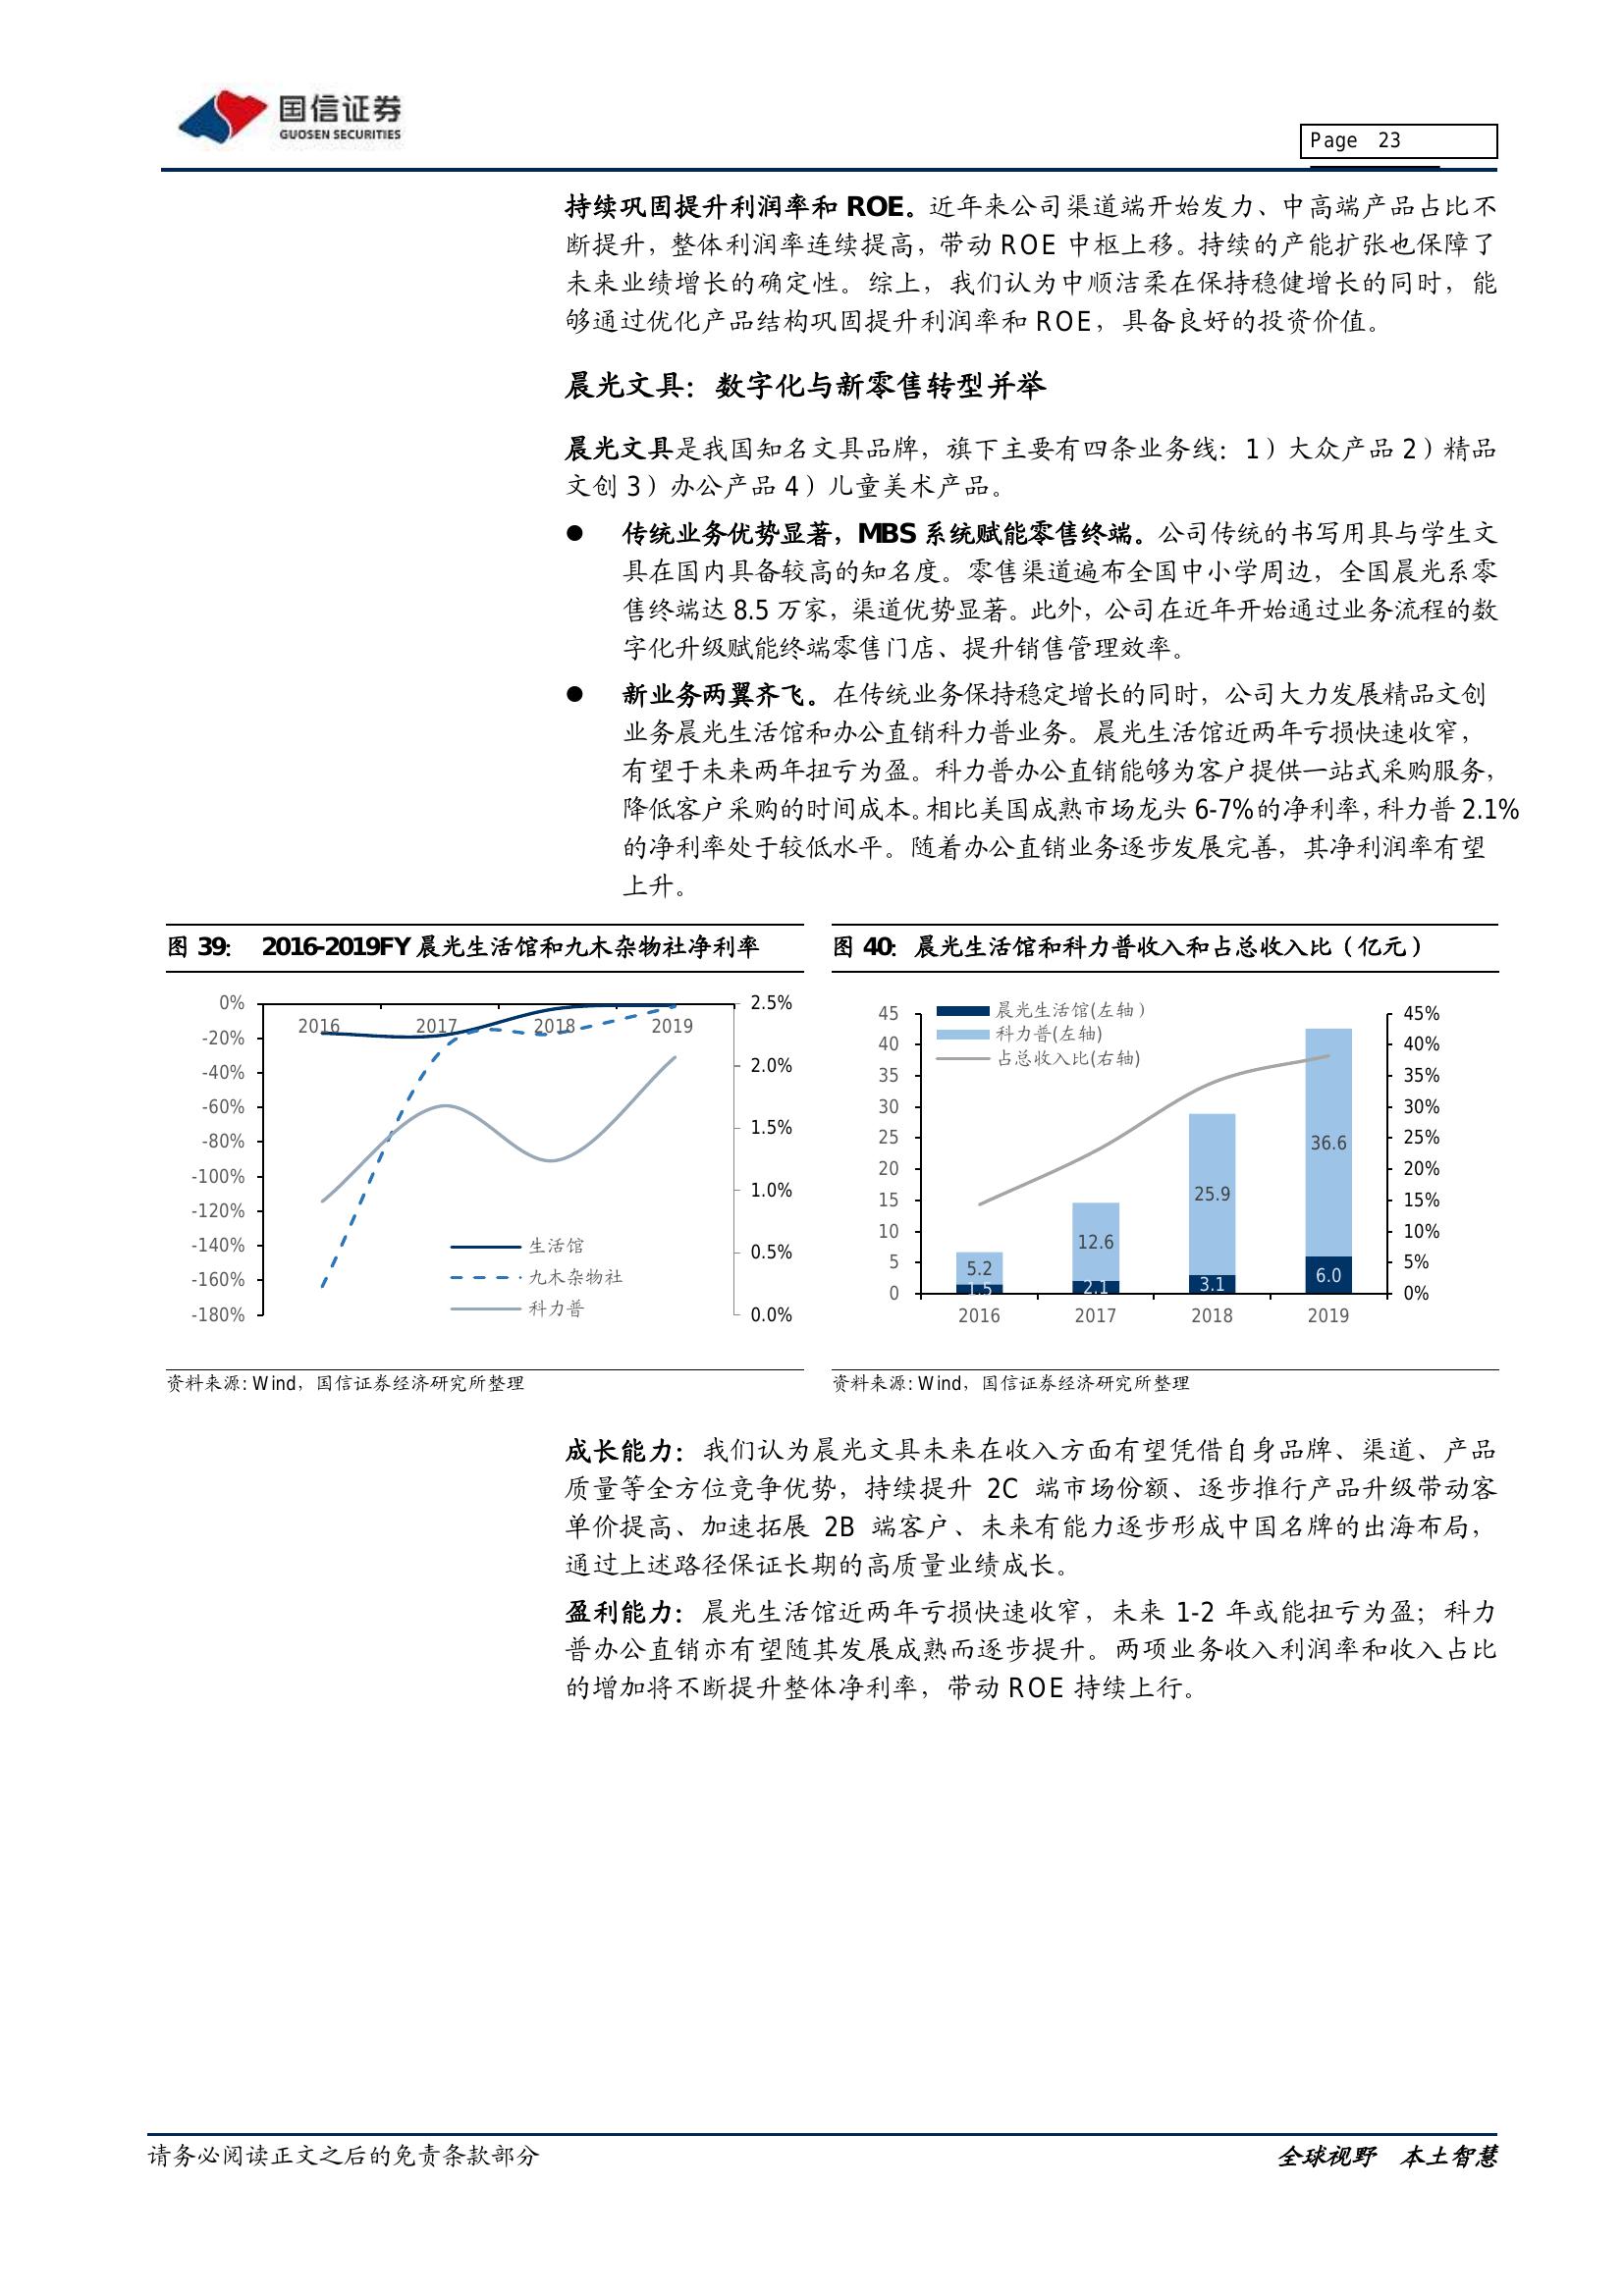 国信证券
GUOSEN SECURITIES
Page 23
持续巩固提升利润率和 ROE。近年来公司渠道端开始发力、中高端产品占比不
断提升，整体利润率连续提高，带动 ROE 中枢上移。持续的产能扩张也保障了
未来业绩增长的确定性。综上，我们认为中顺洁柔在保持稳健增长的同时，能
够通过优化产品结构巩固提升利润率和 ROE，具备良好的投资价值。
晨光文具：数字化与新零售转型并举
晨光文具是我国知名文具品牌，旗下主要有四条业务线：1）大众产品 2）精品
文创 3）办公产品 4）儿童美术产品。
● 传统业务优势显著，MBS 系统赋能零售终端。公司传统的书写用具与学生文
具在国内具备较高的知名度。零售渠道遍布全国中小学周边，全国晨光系零
售终端达 8.5 万家，渠道优势显著。此外，公司在近年开始通过业务流程的数
字化升级赋能终端零售门店、提升销售管理效率。
● 新业务两翼齐飞。在传统业务保持稳定增长的同时，公司大力发展精品文创
业务晨光生活馆和办公直销科力普业务。晨光生活馆近两年亏损快速收窄，
有望于未来两年扭亏为盈。科力普办公直销能够为客户提供一站式采购服务，
降低客户采购的时间成本。相比美国成熟市场龙头 6-7%的净利率，科力普 2.1%
的净利率处于较低水平。随着办公直销业务逐步发展完善，其净利润率有望
上升。
图 39： 2016-2019FY 晨光生活馆和九木杂物社净利率
0%
-20%
-40%
-60%
-80%
-100%
-120%
-140%
-160%
-180%
2016 2017 2018 2019
2.5%
2.0%
1.5%
1.0%
0.5%
0.0%
生活馆
九木杂物社
科力普
资料来源：Wind，国信证券经济研究所整理
图 40：晨光生活馆和科力普收入和占总收入比（亿元）
晨光生活馆(左轴）
科力普(左轴)
占总收入比(右轴)
45
40
35
30
25
20
15
10
5
0
5.2
1.5
12.6
2.1
25.9
3.1
36.6
6.0
2016 2017 2018 2019
45%
40%
35%
30%
25%
20%
15%
10%
5%
0%
资料来源：Wind，国信证券经济研究所整理
成长能力：我们认为晨光文具未来在收入方面有望凭借自身品牌、渠道、产品
质量等全方位竞争优势，持续提升 2C 端市场份额、逐步推行产品升级带动客
单价提高、加速拓展 2B 端客户、未来有能力逐步形成中国名牌的出海布局，
通过上述路径保证长期的高质量业绩成长。
盈利能力：晨光生活馆近两年亏损快速收窄，未来 1-2 年或能扭亏为盈；科力
普办公直销亦有望随其发展成熟而逐步提升。两项业务收入利润率和收入占比
的增加将不断提升整体净利率，带动 ROE 持续上行。
请务必阅读正文之后的免责条款部分
全球视野 本土智慧